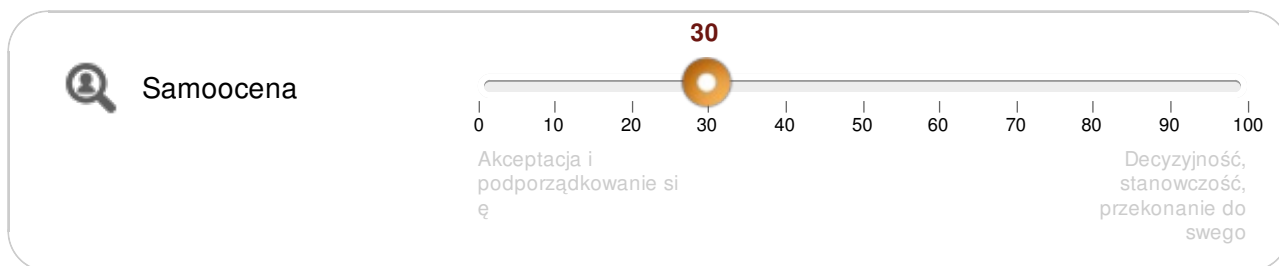 30
Samoocena
0 10 20 30 40 50 60 70 80 90 100
Akceptacja i
podporządkowanie si
ę
Decyzyjność,
stanowczość,
przekonanie do
swego